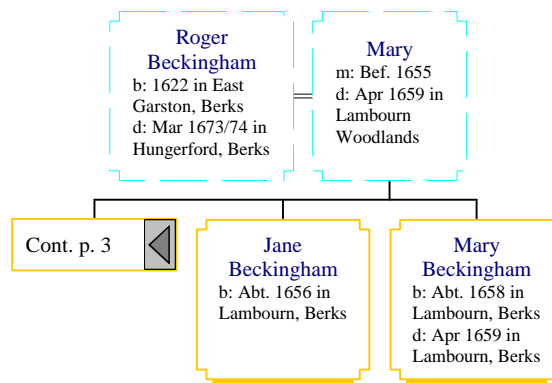 Roger
Beckingham
b: 1622 in East
Garston, Berks
d: Mar 1673/74 in
Hungerford, Berks
Mary
m: Bef. 1655
d: Apr 1659 in
Lambourn
Woodlands
Cont. p. 3
Jane
Beckingham
b: Abt. 1656 in
Lambourn, Berks
Mary
Beckingham
b: Abt. 1658 in
Lambourn, Berks
d: Apr 1659 in
Lambourn, Berks